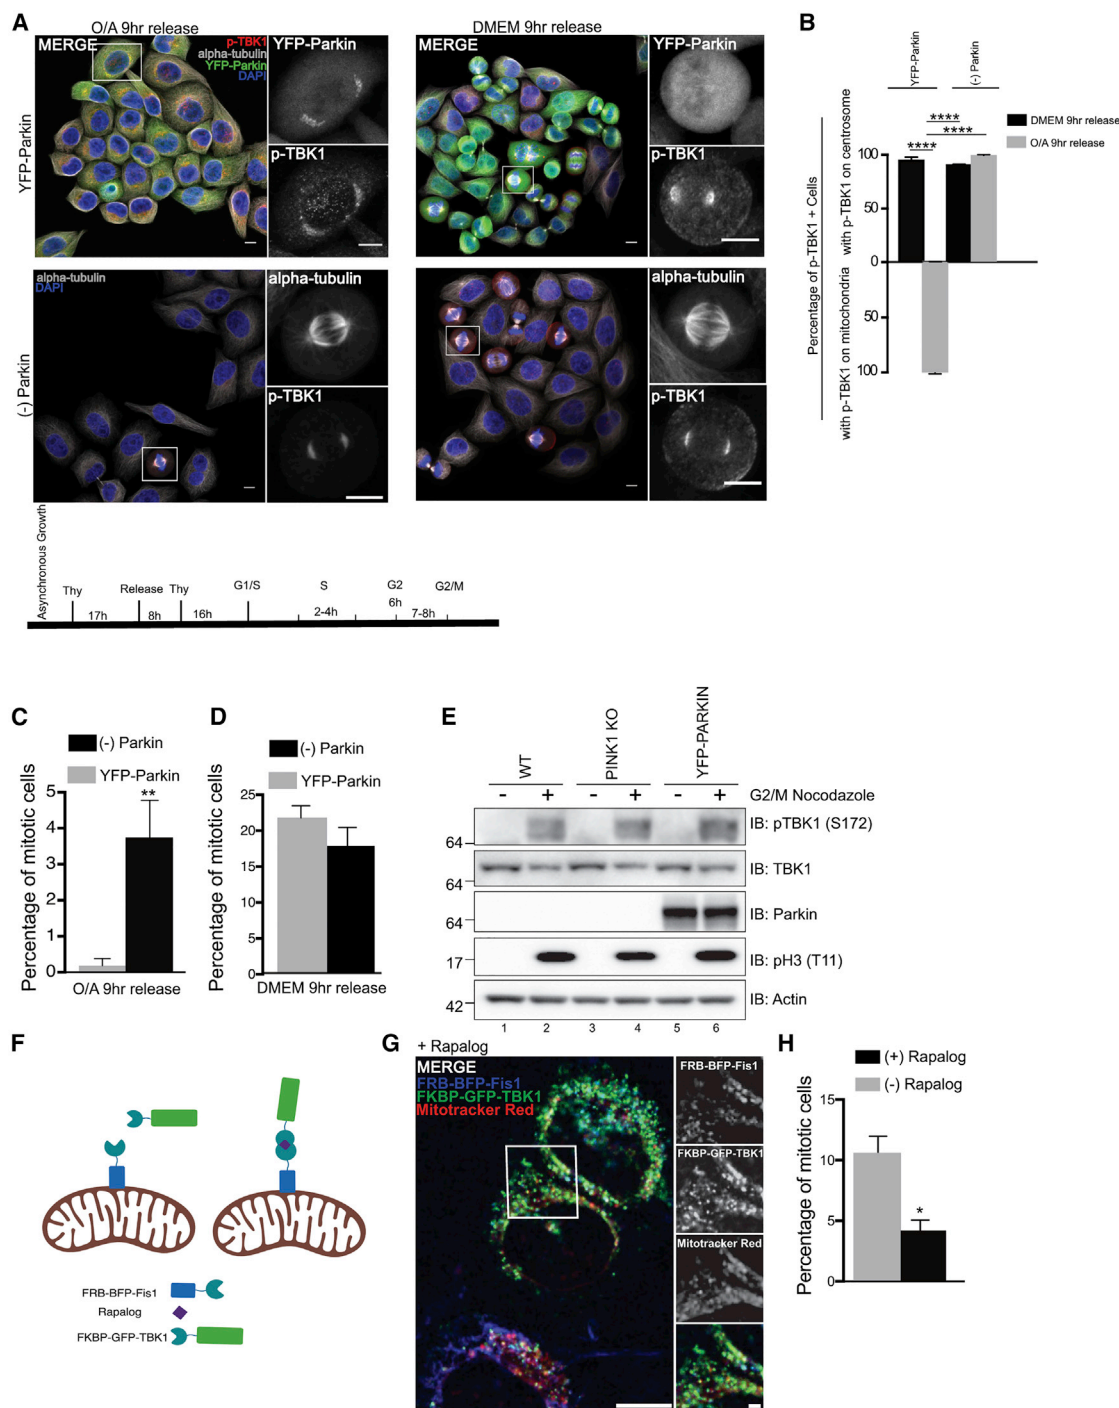 A
O/A 9hr release
DMEM 9hr release
YFP-Parkin
(-) Parkin
MERGE
p-TBK1
alpha-tubulin
YFP-Parkin
DAPI
YFP-Parkin
p-TBK1
MERGE
YFP-Parkin
p-TBK1
alpha-tubulin
DAPI
alpha-tubulin
p-TBK1
alpha-tubulin
p-TBK1
Asynchronous Growth
Thy
Release
Thy
G1/S
S
G2
G2/M
17h
8h
16h
2-4h
6h
7-8h
B
YFP-Parkin
(-) Parkin
DMEM 9hr release
O/A 9hr release
****
****
****
Percentage of p-TBK1 + Cells
with p-TBK1 on centrosome
with p-TBK1 on mitochondria
100
50
0
50
100
C
(-) Parkin
YFP-Parkin
Percentage of mitotic cells
5
4
3
2
1
0
**
O/A 9hr release
D
(-) Parkin
YFP-Parkin
Percentage of mitotic cells
25
20
15
10
5
0
DMEM 9hr release
E
WT
PINK1 KO
YFP-PARKIN
- + - + - + G2/M Nocodazole
64
IB: pTBK1 (S172)
64
IB: TBK1
64
IB: Parkin
17
IB: pH3 (T11)
42
IB: Actin
1 2 3 4 5 6
F
FRB-BFP-Fis1
Rapalog
FKBP-GFP-TBK1
G
+ Rapalog
MERGE
FRB-BFP-Fis1
FKBP-GFP-TBK1
Mitotracker Red
FRB-BFP-Fis1
FKBP-GFP-TBK1
Mitotracker Red
H
(+) Rapalog
(-) Rapalog
Percentage of mitotic cells
15
10
5
0
*